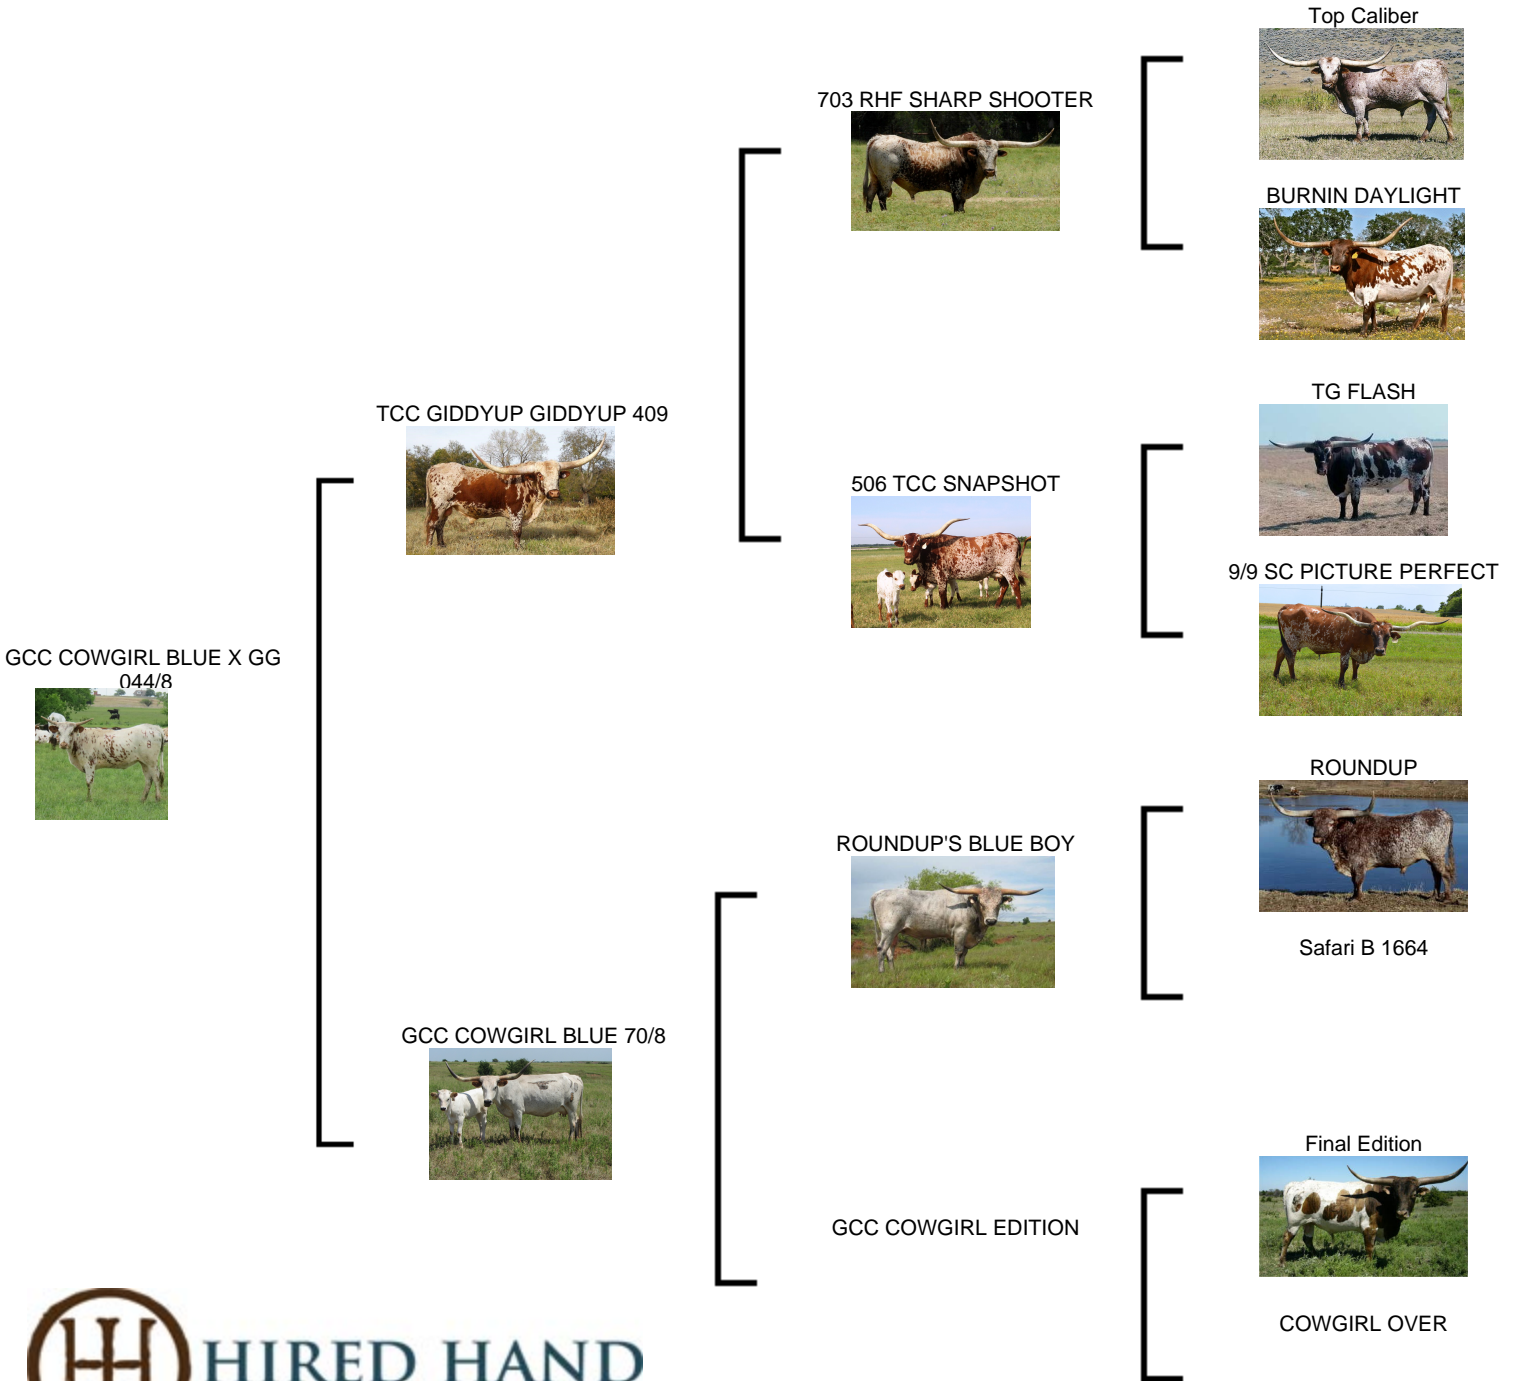 Top Caliber
703 RHF SHARP SHOOTER
BURNIN DAYLIGHT
TG FLASH
TCC GIDDYUP GIDDYUP 409
506 TCC SNAPSHOT
9/9 SC PICTURE PERFECT
GCC COWGIRL BLUE X GG
044/8
ROUNDUP
ROUNDUP'S BLUE BOY
Safari B 1664
GCC COWGIRL BLUE 70/8
Final Edition
GCC COWGIRL EDITION
COWGIRL OVER
HIRED HAND